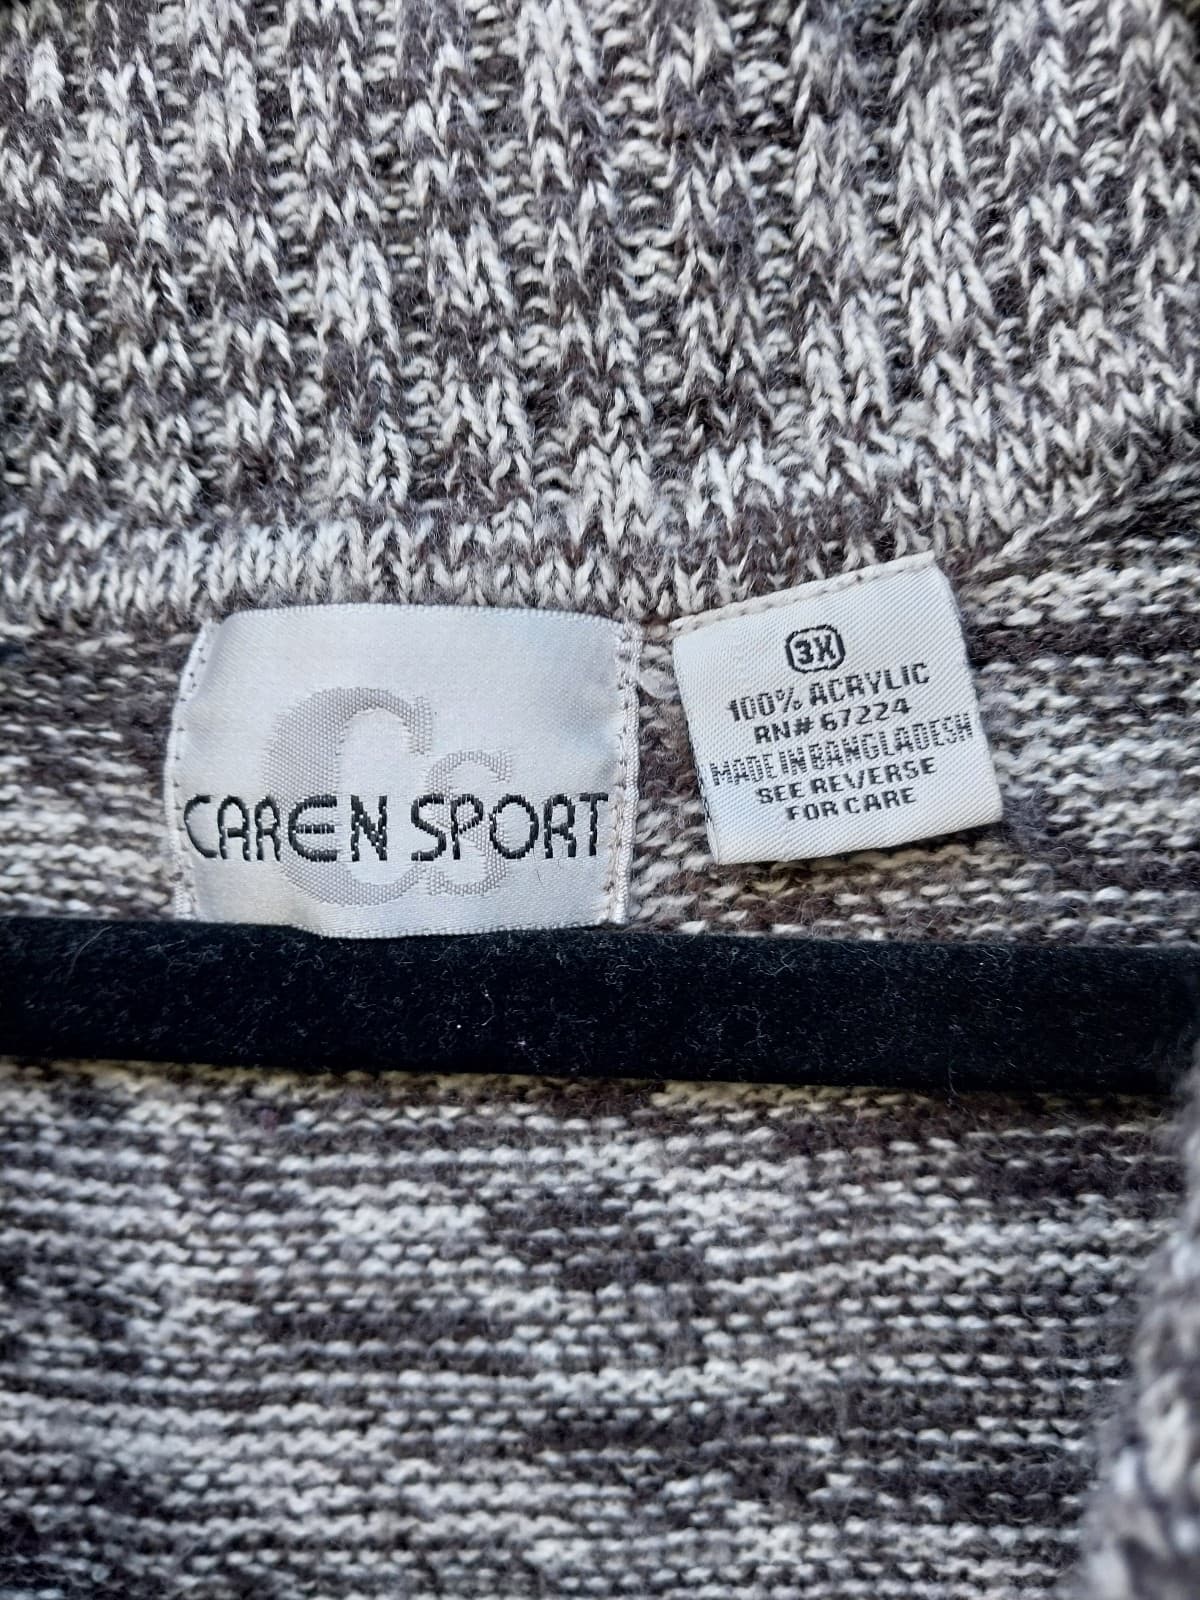 Cs
CAREN SPORT
3X
100% ACRYLIC
RN# 67224
MADE IN BANGLADESH
SEE REVERSE
FOR CARE